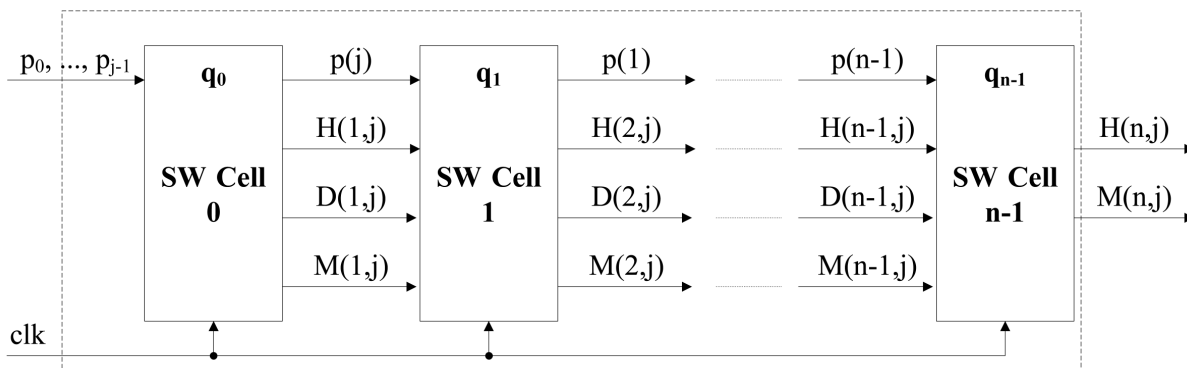 p₀, ..., pⱼ₋₁
q₀
p(j)
q₁
p(1)
p(n-1)
qₙ₋₁
H(1,j)
H(2,j)
H(n-1,j)
H(n,j)
SW Cell
0
SW Cell
1
SW Cell
n-1
D(1,j)
D(2,j)
D(n-1,j)
M(n,j)
M(1,j)
M(2,j)
M(n-1,j)
clk